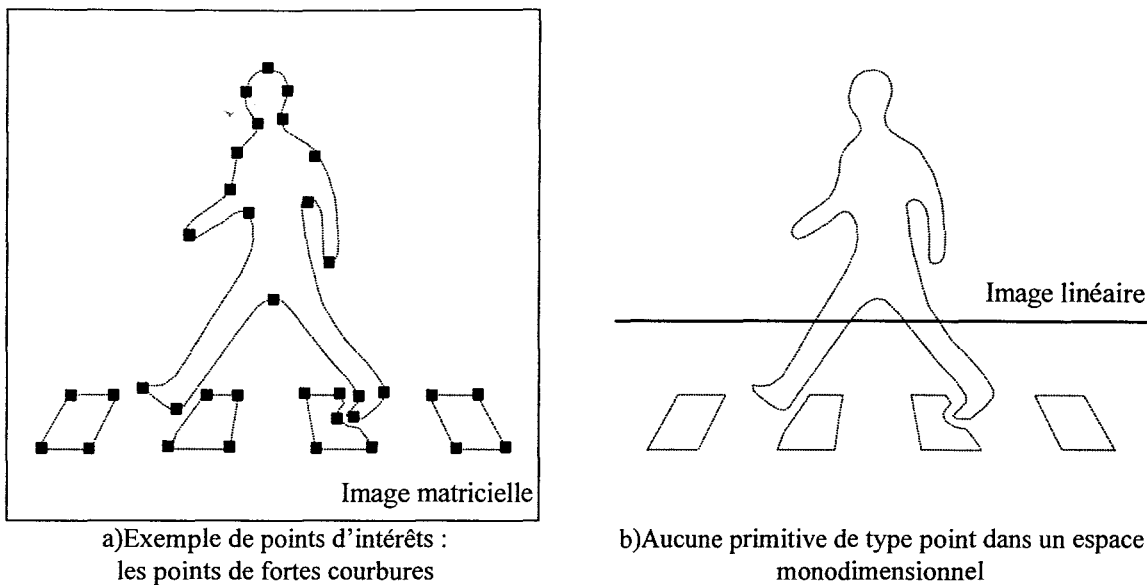 Image matricielle
Image linéaire
a)Exemple de points d'intérêts :
les points de fortes courbures
b)Aucune primitive de type point dans un espace
monodimensionnel